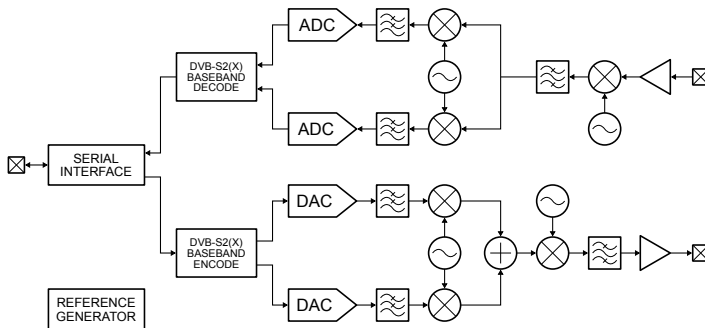 ADC
DVB-S2(X)
BASEBAND
DECODE
ADC
SERIAL
INTERFACE
DAC
DVB-S2(X)
BASEBAND
ENCODE
DAC
REFERENCE
GENERATOR